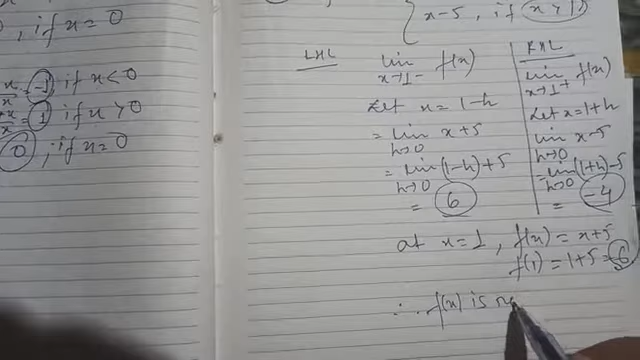 , if x = 0
x/x = -1 if x < 0
x/x = 1 if x > 0
0 ; if x = 0
x-5 , if x > 1
LHL
lim x→1- f(x)
Let x = 1-h
= lim h→0 x+5
= lim h→0 (1-h)+5
= 6
RHL
lim x→1+ f(x)
Let x = 1+h
lim h→0 x-5
= lim h→0 (1+h)-5
= -4
at x = 1 , f(x) = x+5
f(1) = 1+5 = 6
∴ f(x) is